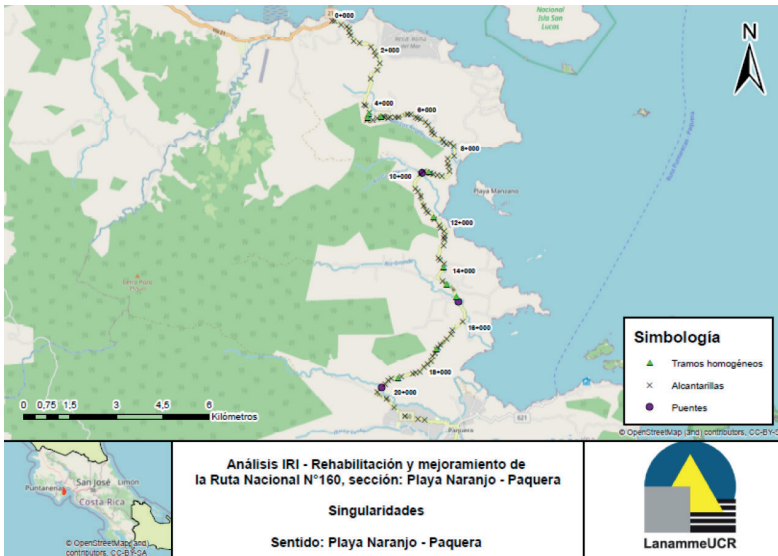 Nacional
Isla San
Lucas
N
21
0+000
2+000
4+000
6+000
8+000
10+000
Playa Manzano
12+000
14+000
16+000
18+000
20+000
Paquera
621
Simbología
Tramos homogéneos
Alcantarillas
Puentes
0 0,75 1,5 3 4,5 6
Kilómetros
© OpenStreetMap (and) contributors, CC-BY-S
Puntarenas
San José
Limón
Costa Rica
© OpenStreetMap (and)
contributors, CC-BY-SA
Análisis IRI - Rehabilitación y mejoramiento de
la Ruta Nacional N°160, sección: Playa Naranjo - Paquera
Singularidades
Sentido: Playa Naranjo - Paquera
LanammeUCR